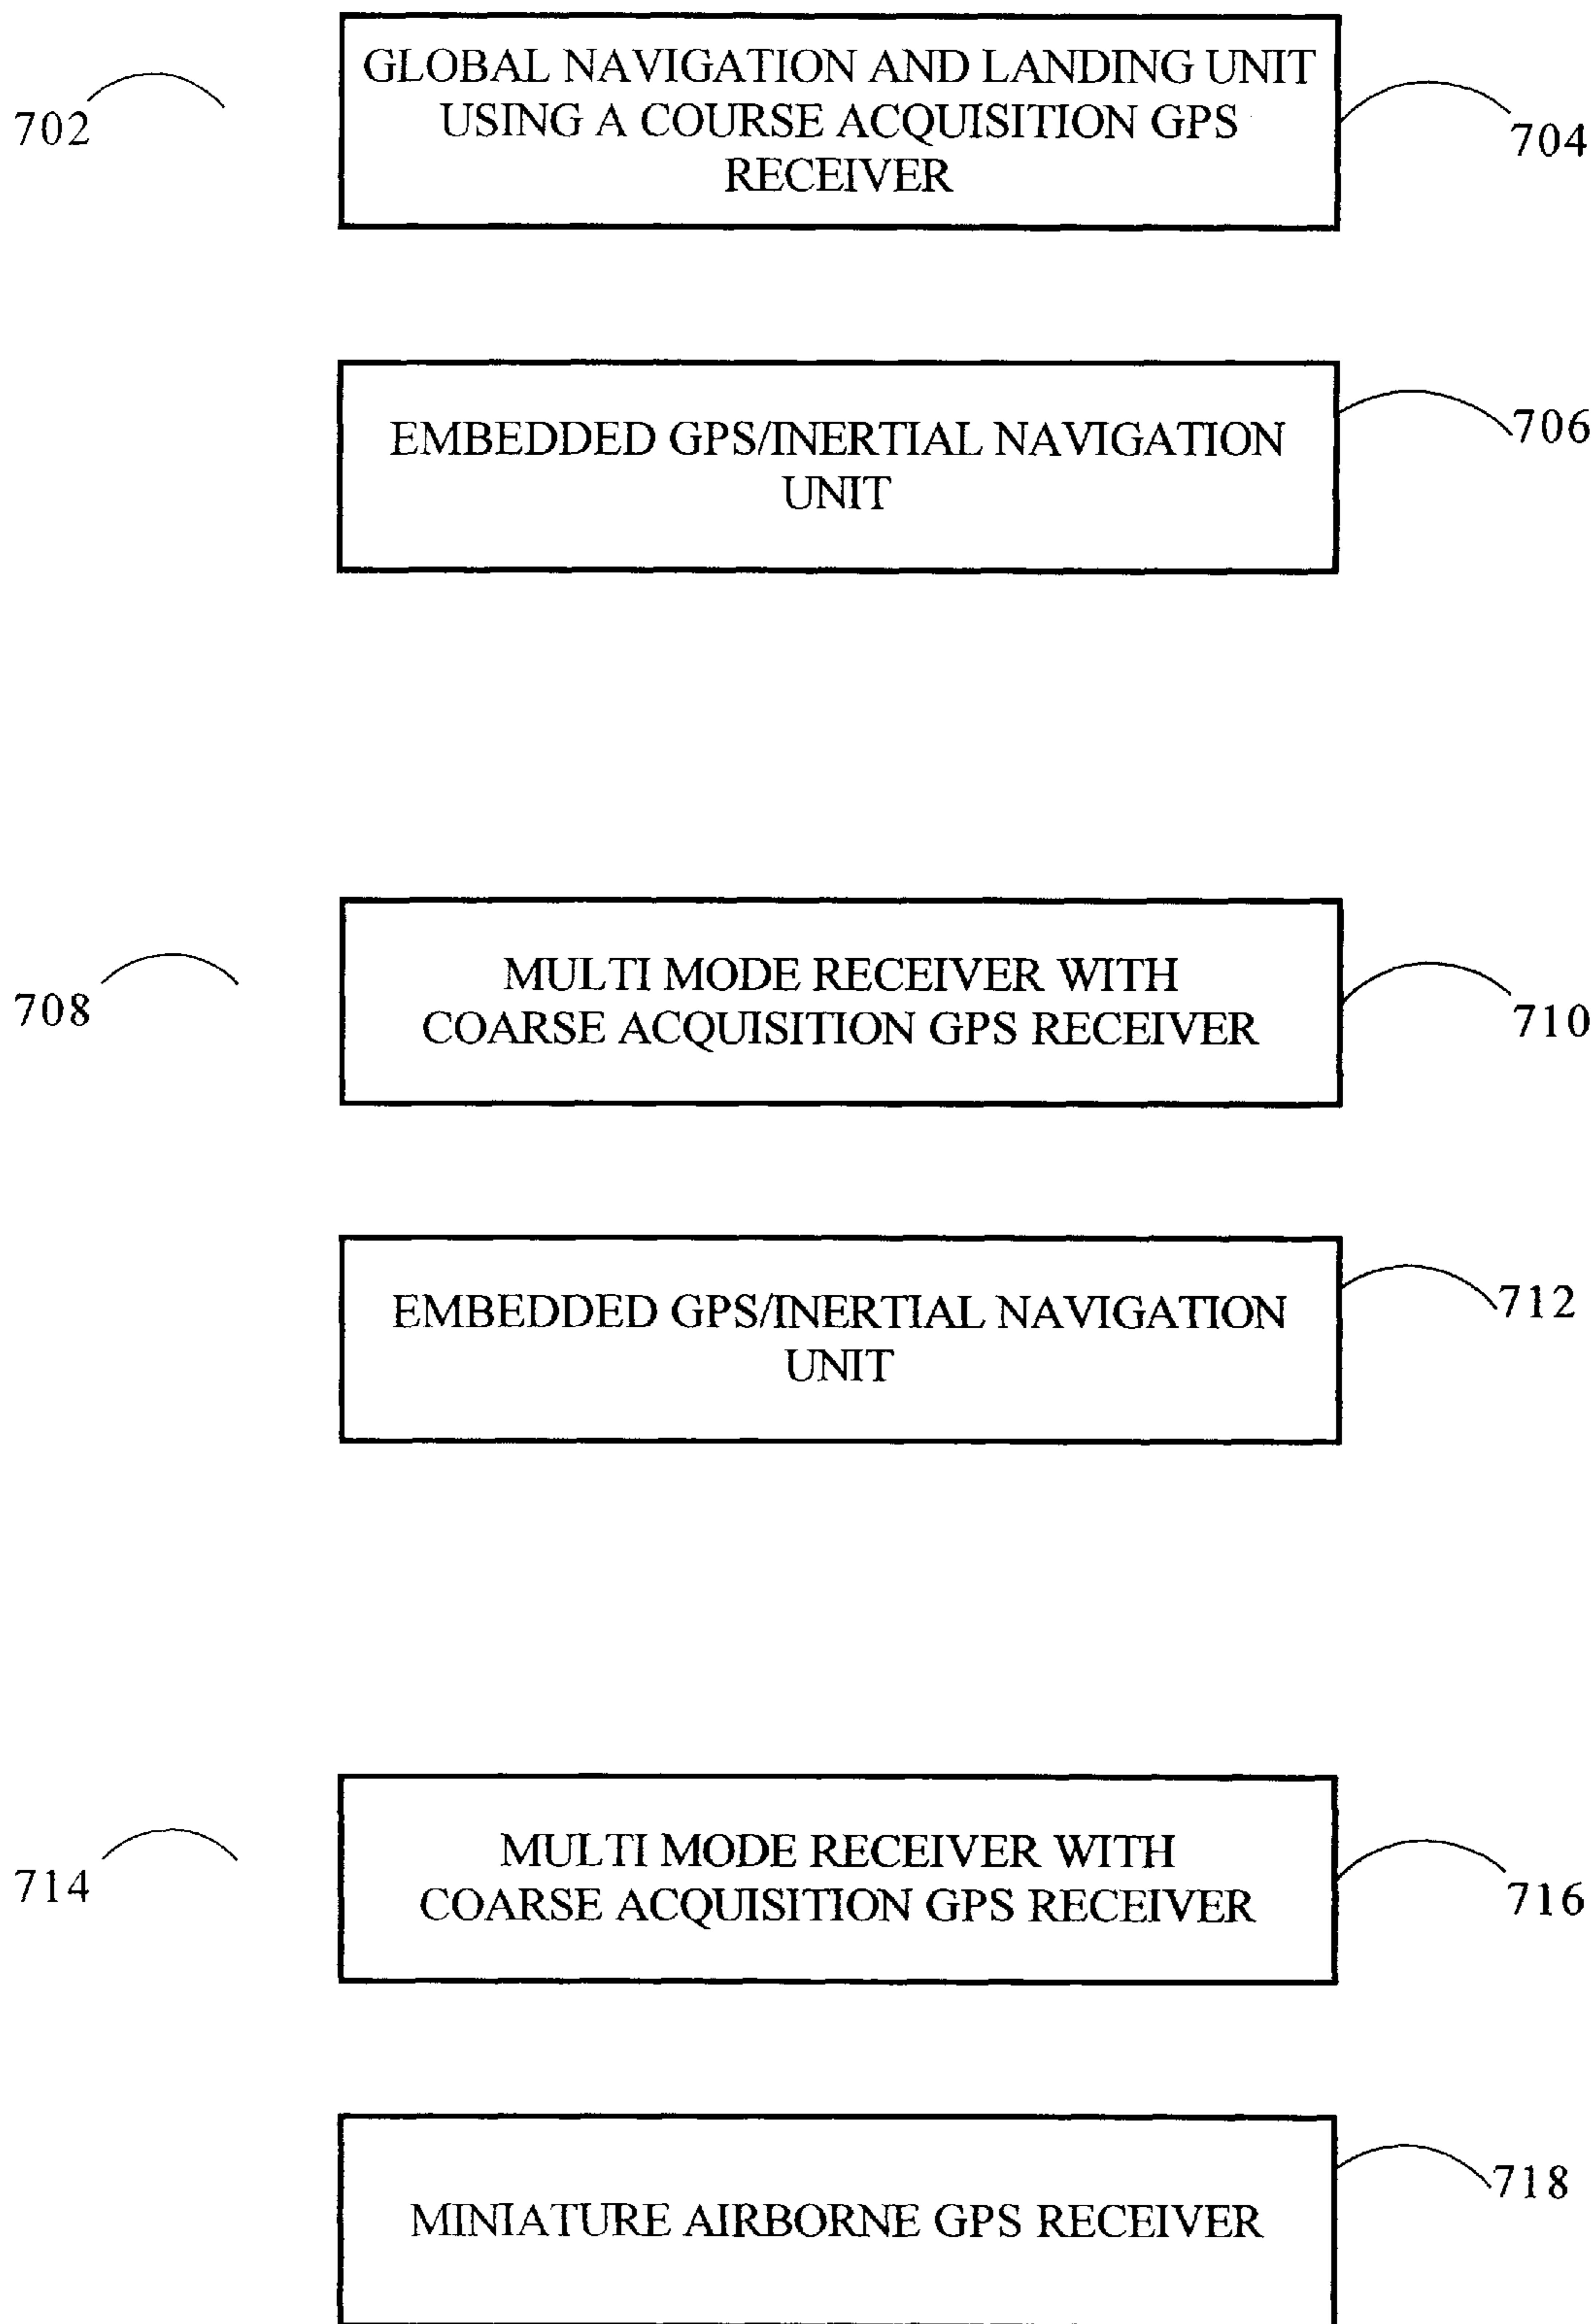 GLOBAL NAVIGATION AND LANDING UNIT
USING A COURSE ACQUISITION GPS
RECEIVER
702
704
EMBEDDED GPS/INERTIAL NAVIGATION
UNIT
706
MULTI MODE RECEIVER WITH
COARSE ACQUISITION GPS RECEIVER
708
710
EMBEDDED GPS/INERTIAL NAVIGATION
UNIT
712
MULTI MODE RECEIVER WITH
COARSE ACQUISITION GPS RECEIVER
714
716
MINIATURE AIRBORNE GPS RECEIVER
718